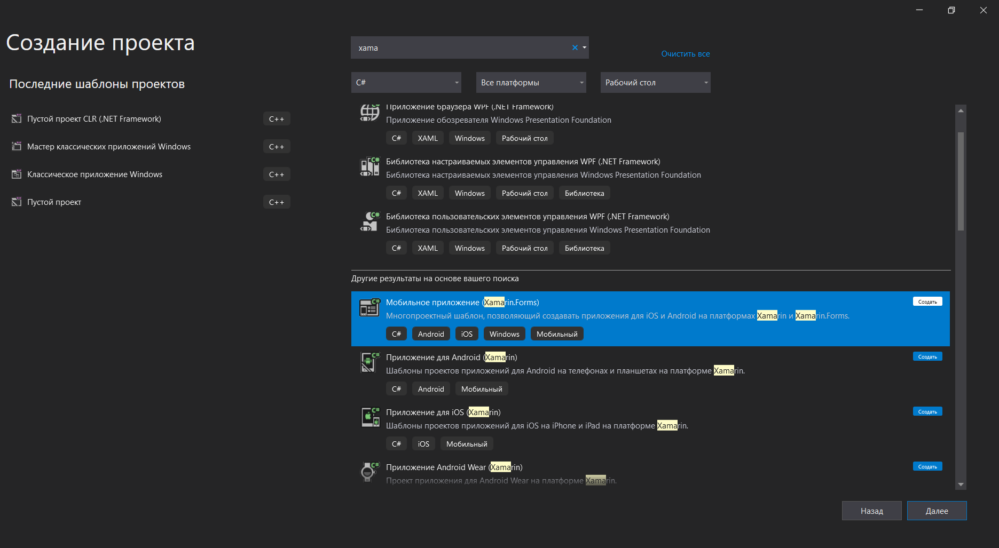 Создание проекта
Последние шаблоны проектов
Пустой проект CLR (.NET Framework) C++
Мастер классических приложений Windows C++
Классическое приложение Windows C++
Пустой проект C++
xama
Очистить все
C# Все платформы Рабочий стол
Приложение браузера WPF (.NET Framework)
Приложение обозревателя Windows Presentation Foundation
C# XAML Windows Рабочий стол
Библиотека настраиваемых элементов управления WPF (.NET Framework)
Библиотека настраиваемых элементов управления Windows Presentation Foundation
C# XAML Windows Рабочий стол Библиотека
Библиотека пользовательских элементов управления WPF (.NET Framework)
Библиотека пользовательских элементов управления Windows Presentation Foundation
C# XAML Windows Рабочий стол Библиотека
Другие результаты на основе вашего поиска
Мобильное приложение (Xamarin.Forms) Создать
Многопроектный шаблон, позволяющий создавать приложения для iOS и Android на платформах Xamarin и Xamarin.Forms.
C# Android iOS Windows Мобильный
Приложение для Android (Xamarin) Создать
Шаблоны проектов приложений для Android на телефонах и планшетах на платформе Xamarin.
C# Android Мобильный
Приложение для iOS (Xamarin) Создать
Шаблоны проектов приложений для iOS на iPhone и iPad на платформе Xamarin.
C# iOS Мобильный
Приложение Android Wear (Xamarin) Создать
Проект приложения для Android Wear на платформе Xamarin.
Назад Далее